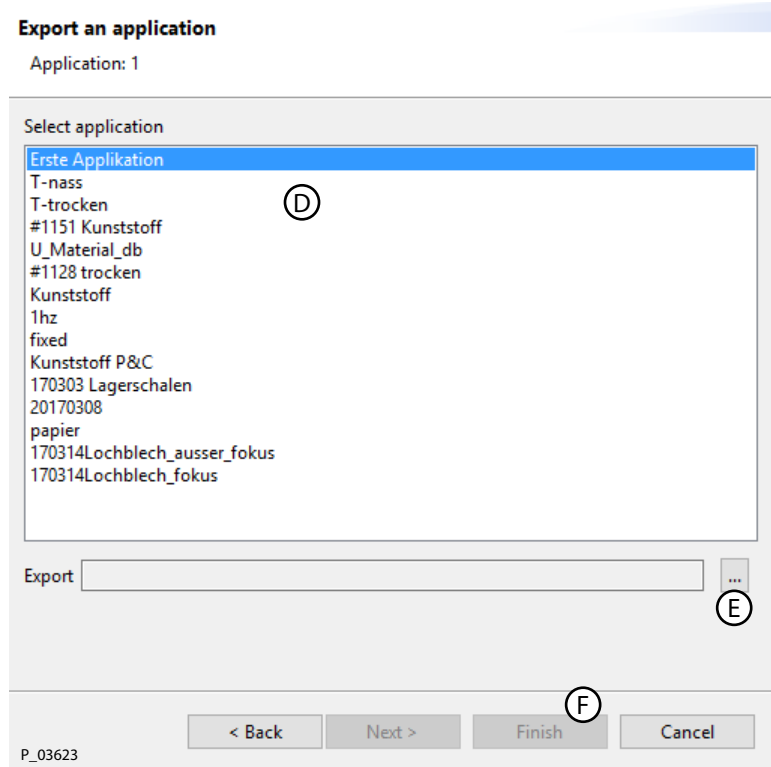 Export an application
Application: 1
Select application
Erste Applikation
T-nass
T-trocken
D
#1151 Kunststoff
U_Material_db
#1128 trocken
Kunststoff
1hz
fixed
Kunststoff P&C
170303 Lagerschalen
20170308
papier
170314Lochblech_ausser_fokus
170314Lochblech_fokus
Export ...
E
F
< Back Next > Finish Cancel
P_03623